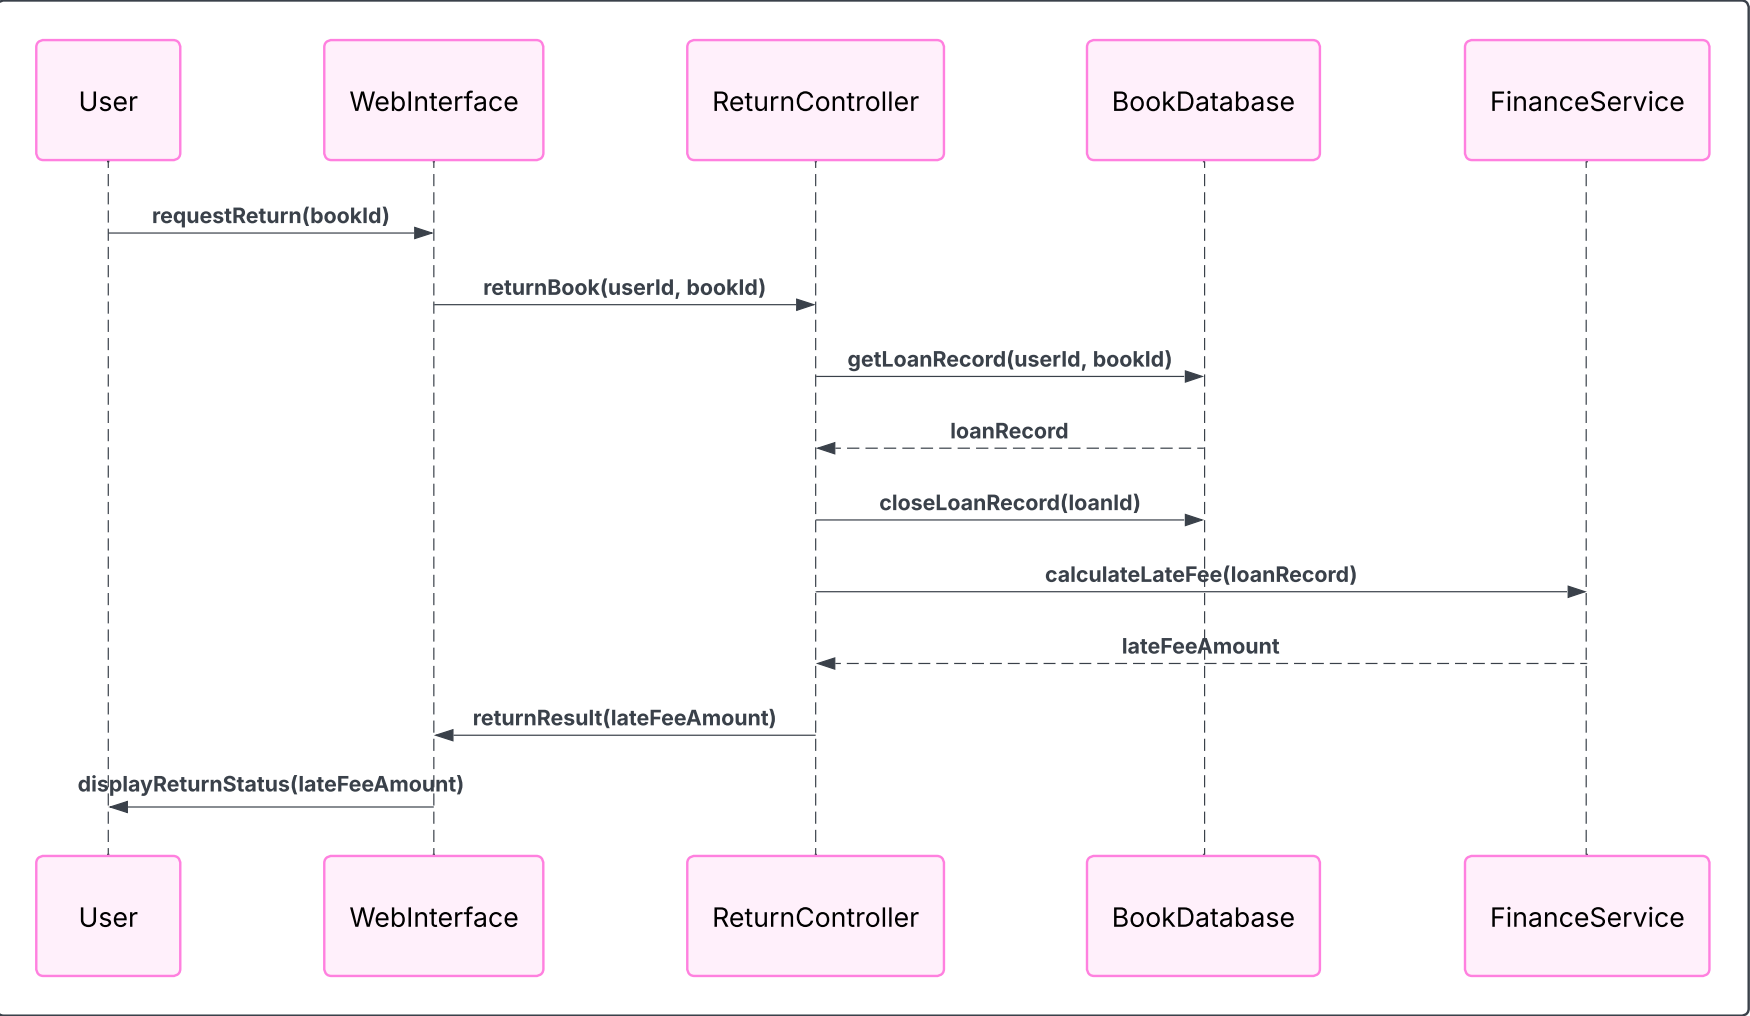 User
WebInterface
ReturnController
BookDatabase
FinanceService
requestReturn(bookId)
returnBook(userId, bookId)
getLoanRecord(userId, bookId)
loanRecord
closeLoanRecord(loanId)
calculateLateFee(loanRecord)
lateFeeAmount
returnResult(lateFeeAmount)
displayReturnStatus(lateFeeAmount)
User
WebInterface
ReturnController
BookDatabase
FinanceService